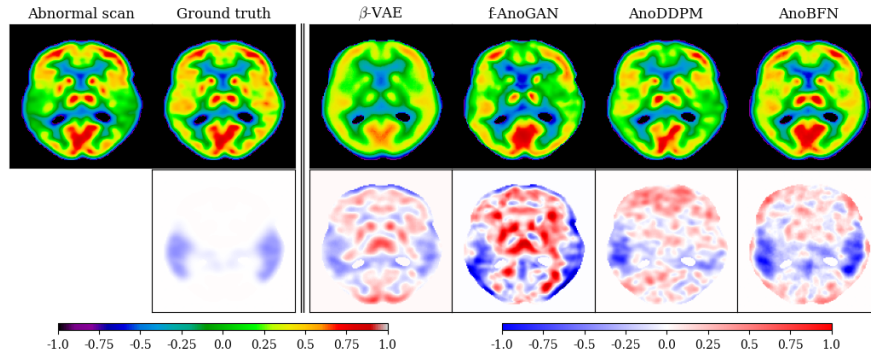 Abnormal scan Ground truth β-VAE f-AnoGAN AnoDDPM AnoBFN
-1.0 -0.75 -0.5 -0.25 0.0 0.25 0.50 0.75 1.0 -1.0 -0.75 -0.5 -0.25 0.0 0.25 0.50 0.75 1.0